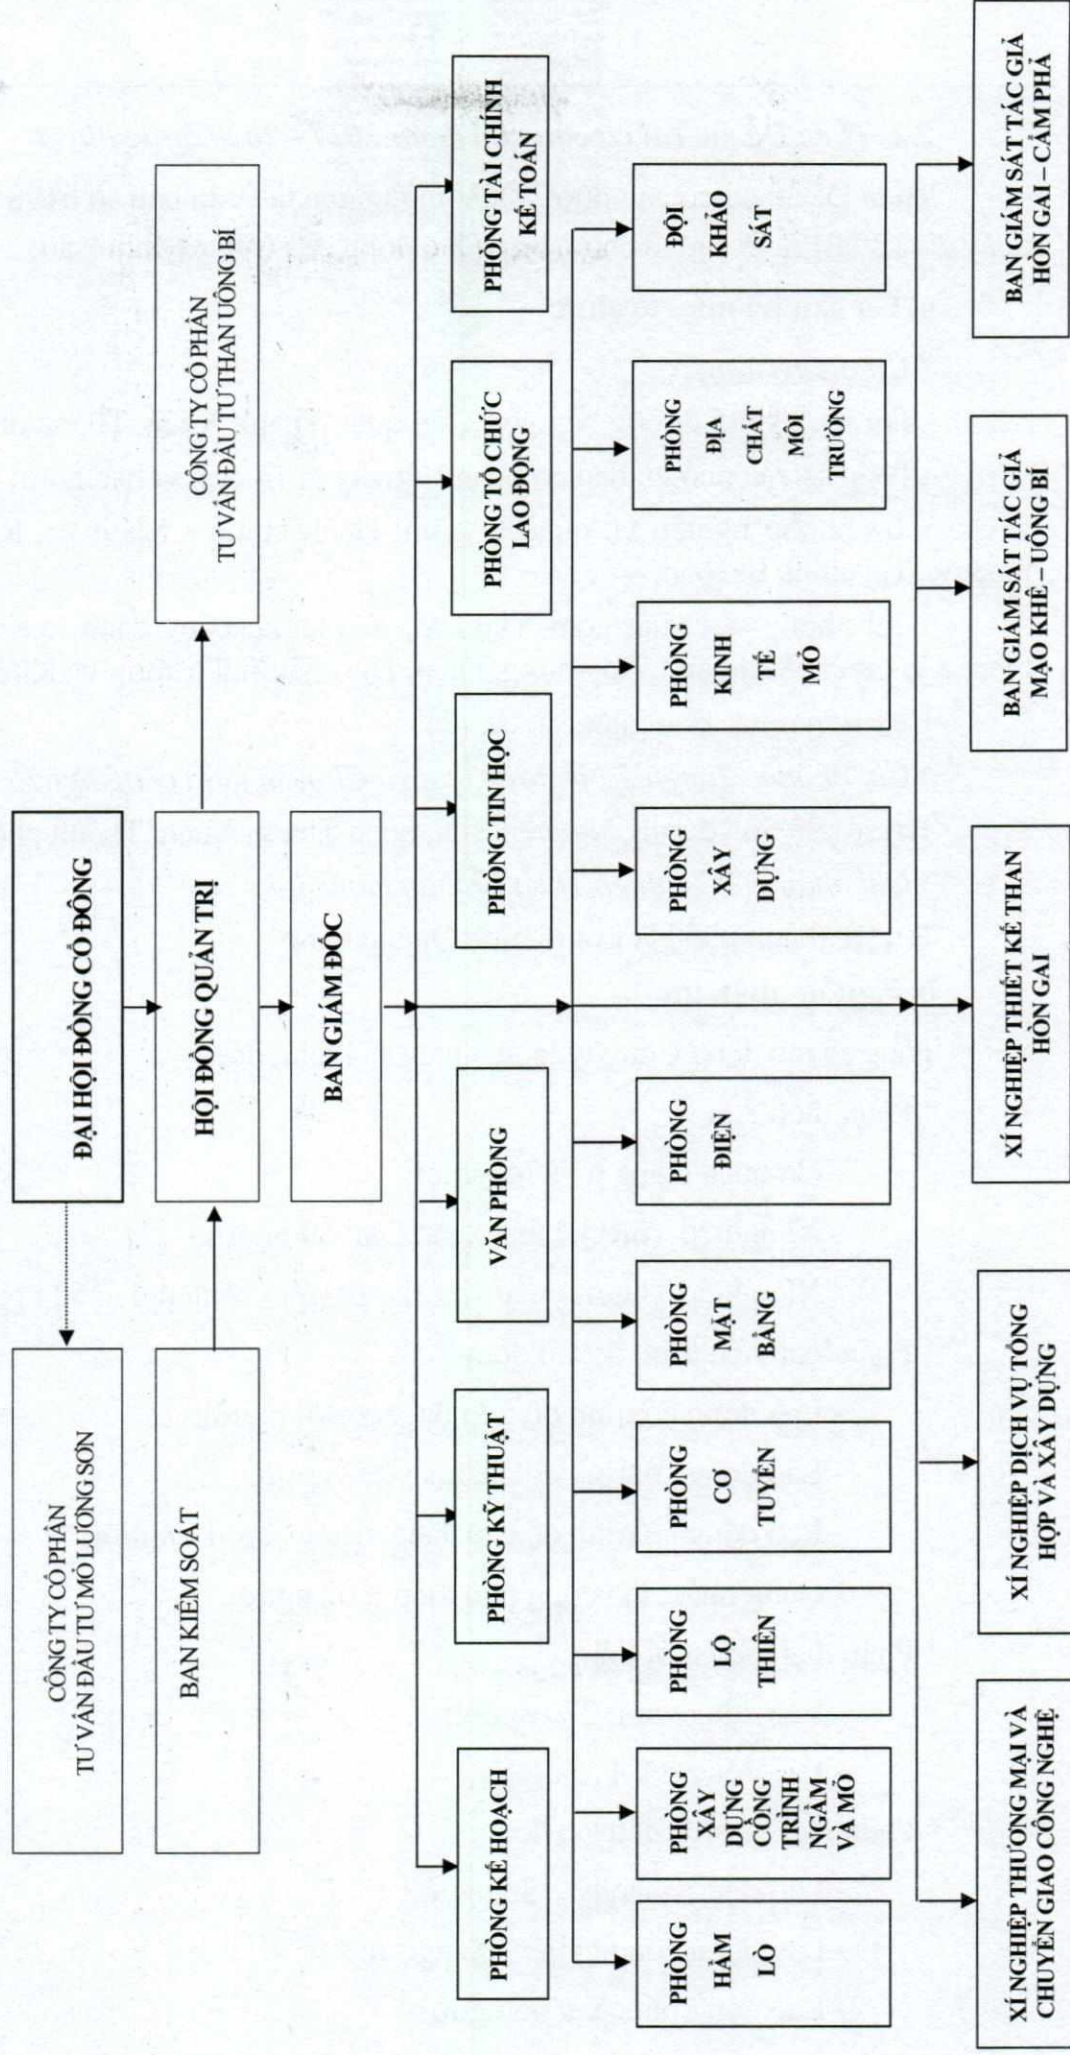 CÔNG TY CỔ PHẦN
TƯ VẤN ĐẦU TƯ MỎ LƯƠNG SƠN
ĐẠI HỘI ĐỒNG CỔ ĐÔNG
BAN KIỂM SOÁT
HỘI ĐỒNG QUẢN TRỊ
CÔNG TY CỔ PHẦN
TƯ VẤN ĐẦU TƯ THAN UÔNG BÍ
BAN GIÁM ĐỐC
PHÒNG KẾ HOẠCH
PHÒNG KỸ THUẬT
VĂN PHÒNG
PHÒNG TIN HỌC
PHÒNG TỔ CHỨC
LAO ĐỘNG
PHÒNG TÀI CHÍNH
KẾ TOÁN
PHÒNG
HẦM
LÒ
PHÒNG
XÂY
DỰNG
CÔNG
TRÌNH
NGẦM
VÀ MỎ
PHÒNG
LỘ
THIÊN
PHÒNG
CƠ
TUYỂN
PHÒNG
MẶT
BẰNG
PHÒNG
ĐIỆN
PHÒNG
XÂY
DỰNG
PHÒNG
KINH
TẾ
MỎ
PHÒNG
ĐỊA
CHẤT
MÔI
TRƯỜNG
ĐỘI
KHẢO
SÁT
XÍ NGHIỆP THƯƠNG MẠI VÀ
CHUYỂN GIAO CÔNG NGHỆ
XÍ NGHIỆP DỊCH VỤ TỔNG
HỢP VÀ XÂY DỰNG
XÍ NGHIỆP THIẾT KẾ THAN
HÒN GAI
BAN GIÁM SÁT TÁC GIẢ
MẠO KHÊ – UÔNG BÍ
BAN GIÁM SÁT TÁC GIẢ
HÒN GAI – CẨM PHẢ